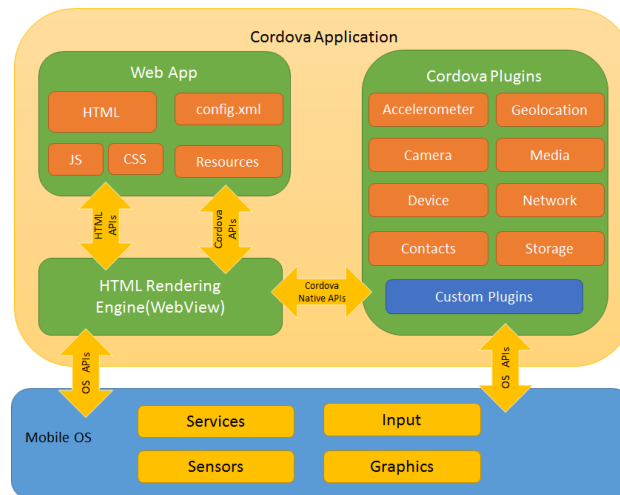 Cordova Application
Web App
HTML
config.xml
JS
CSS
Resources
HTML
APIs
Cordova
APIs
HTML Rendering
Engine(WebView)
Cordova
Native APIs
Cordova Plugins
Accelerometer
Geolocation
Camera
Media
Device
Network
Contacts
Storage
Custom Plugins
OS APIs
OS APIs
Mobile OS
Services
Input
Sensors
Graphics